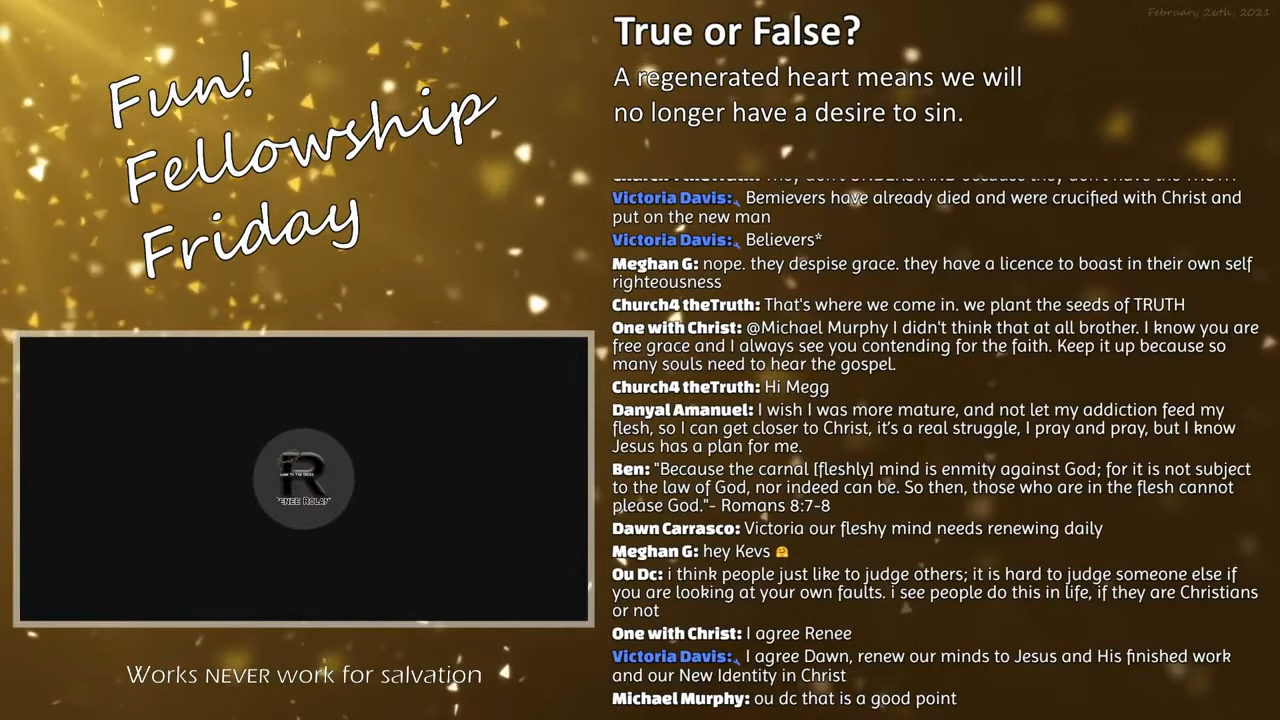 February 26th, 2021
Fun!
Fellowship
Friday
True or False?
A regenerated heart means we will
no longer have a desire to sin.
Victoria Davis: Bemievers have already died and were crucified with Christ and
put on the new man
Victoria Davis: Believers*
Meghan G: nope. they despise grace. they have a licence to boast in their own self
righteousness
Church4 theTruth: That's where we come in. we plant the seeds of TRUTH
One with Christ: @Michael Murphy I didn't think that at all brother. I know you are
free grace and I always see you contending for the faith. Keep it up because so
many souls need to hear the gospel.
Church4 theTruth: Hi Megg
Danyal Amanuel: I wish I was more mature, and not let my addiction feed my
flesh, so I can get closer to Christ, it’s a real struggle, I pray and pray, but I know
Jesus has a plan for me.
Ben: "Because the carnal [fleshly] mind is enmity against God; for it is not subject
to the law of God, nor indeed can be. So then, those who are in the flesh cannot
please God."- Romans 8:7-8
Dawn Carrasco: Victoria our fleshy mind needs renewing daily
Meghan G: hey Kevs 🤗
Ou Dc: i think people just like to judge others; it is hard to judge someone else if
you are looking at your own faults. i see people do this in life, if they are Christians
or not
One with Christ: I agree Renee
Victoria Davis: I agree Dawn, renew our minds to Jesus and His finished work
and our New Identity in Christ
Michael Murphy: ou dc that is a good point
R
Works NEVER work for salvation